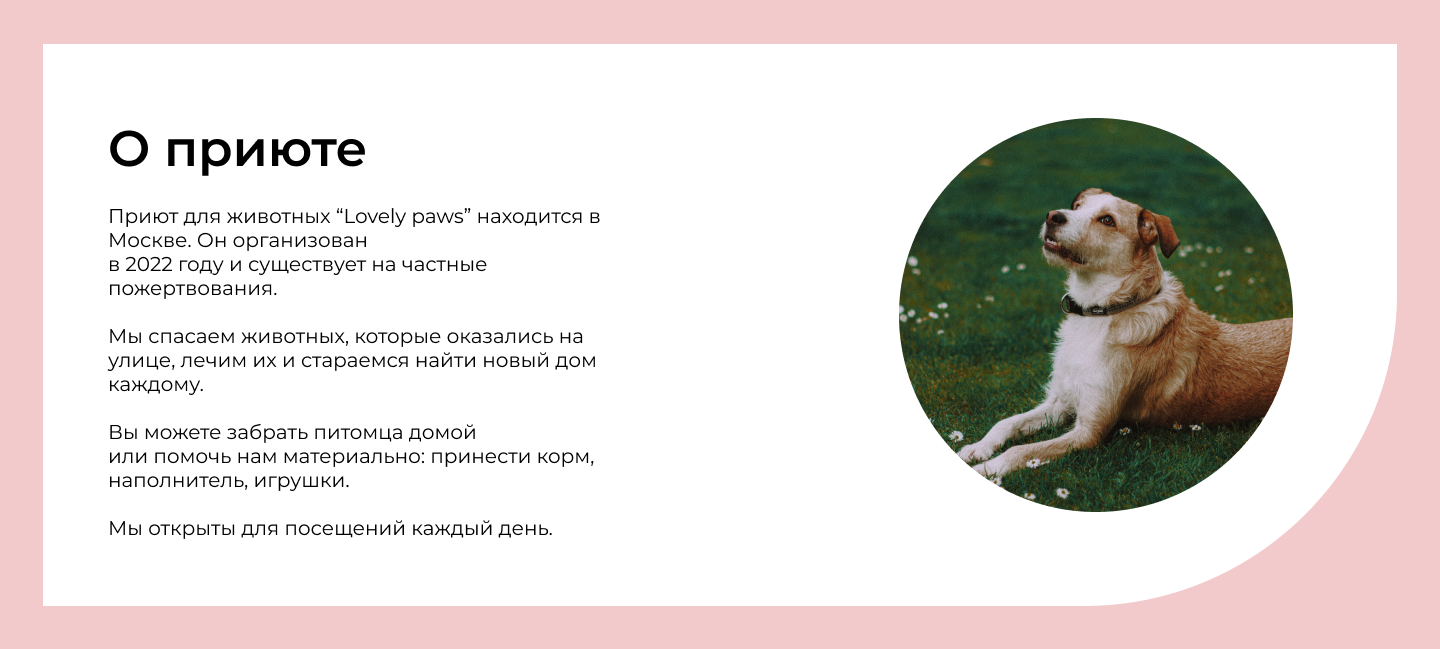 О приюте
Приют для животных “Lovely paws” находится в
Москве. Он организован
в 2022 году и существует на частные
пожертвования.
Мы спасаем животных, которые оказались на
улице, лечим их и стараемся найти новый дом
каждому.
Вы можете забрать питомца домой
или помочь нам материально: принести корм,
наполнитель, игрушки.
Мы открыты для посещений каждый день.